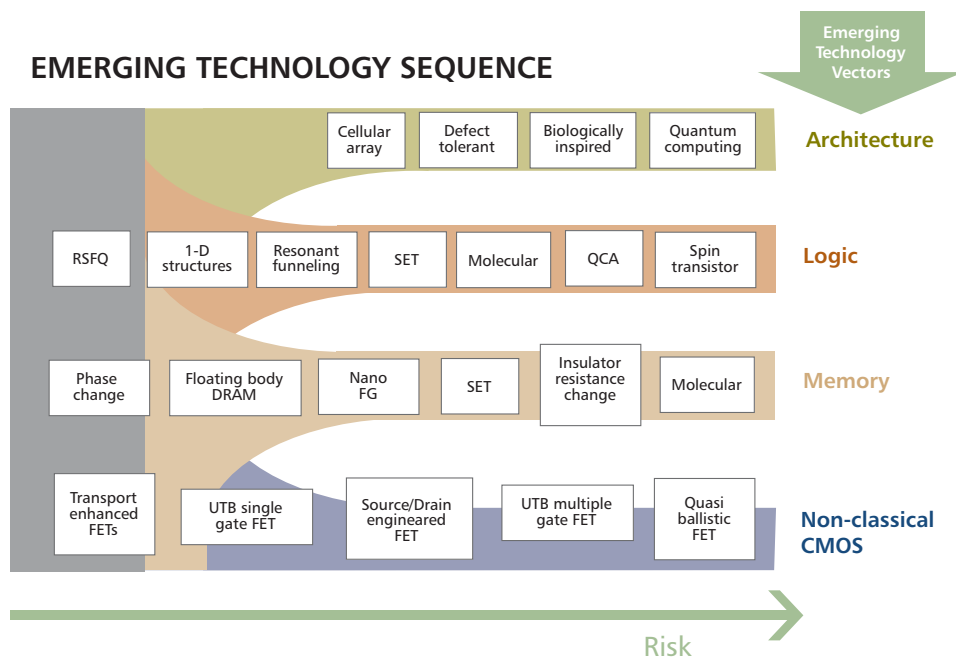 Emerging
Technology
Vectors
EMERGING TECHNOLOGY SEQUENCE
Cellular
array
Defect
tolerant
Biologically
inspired
Quantum
computing
Architecture
RSFQ
1-D
structures
Resonant
funneling
SET
Molecular
QCA
Spin
transistor
Logic
Phase
change
Floating body
DRAM
Nano
FG
SET
Insulator
resistance
change
Molecular
Memory
Transport
enhanced
FETs
UTB single
gate FET
Source/Drain
engineared
FET
UTB multiple
gate FET
Quasi
ballistic
FET
Non-classical
CMOS
Risk